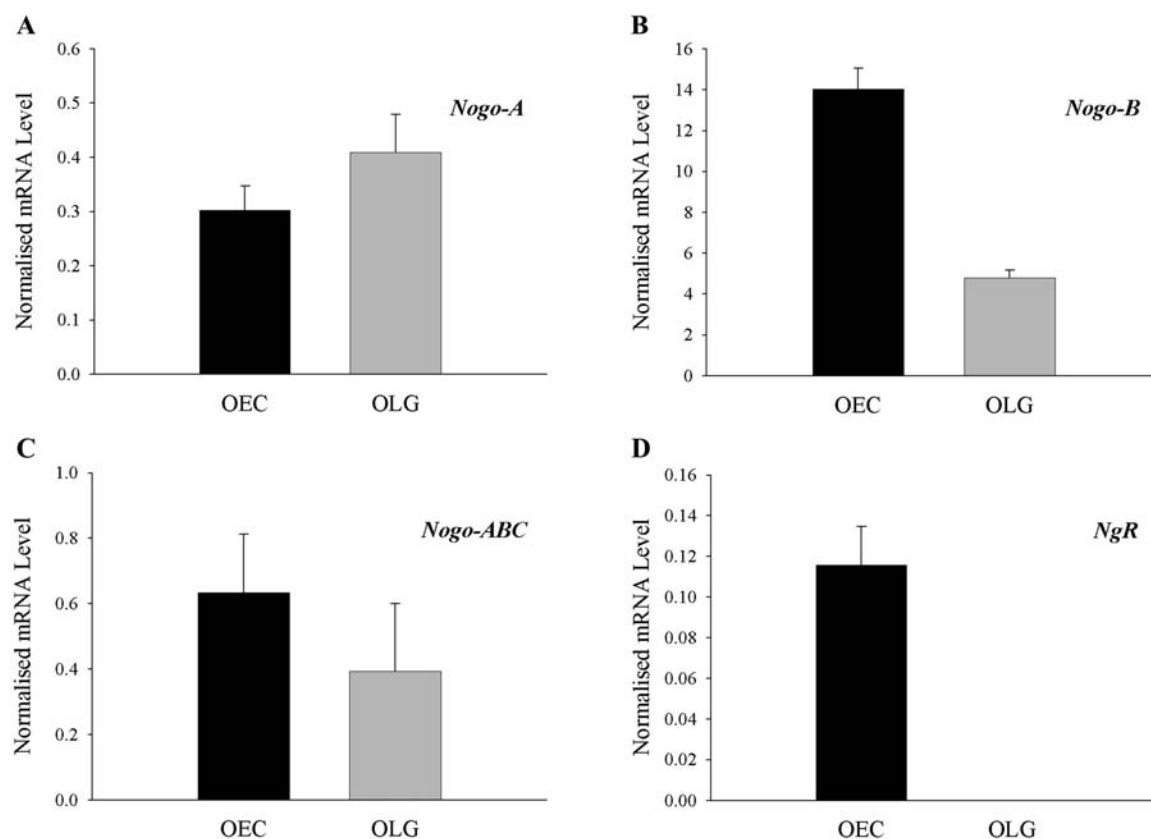 A
Normalised mRNA Level
0.6
0.5
0.4
0.3
0.2
0.1
0.0
Nogo-A
OEC OLG
B
Normalised mRNA Level
16
14
12
10
8
6
4
2
0
Nogo-B
OEC OLG
C
Normalised mRNA Level
1.0
0.8
0.6
0.4
0.2
0.0
Nogo-ABC
OEC OLG
D
Normalised mRNA Level
0.16
0.14
0.12
0.10
0.08
0.06
0.04
0.02
0.00
NgR
OEC OLG